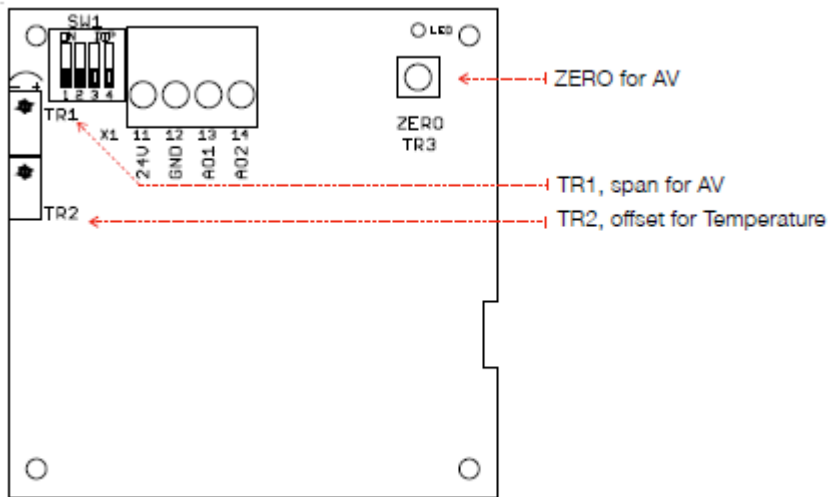 SW1
ON DIP
1 2 3 4
LED
- +
TR1
X1 11 12 13 14
24V GND AO1 AO2
ZERO
TR3
TR2
ZERO for AV
TR1, span for AV
TR2, offset for Temperature